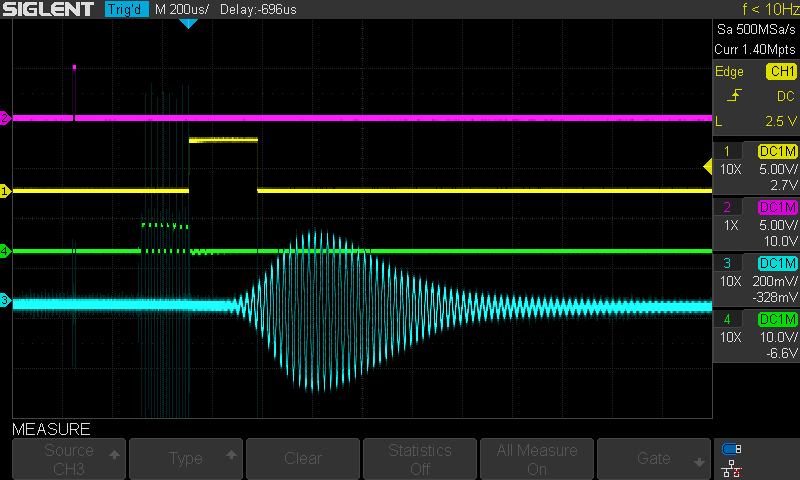 SIGLENT Trig'd M 200us/ Delay:-696us f < 10Hz
Sa 500MSa/s
Curr 1.40Mpts
Edge CH1
DC
L 2.5 V
1 DC1M
10X 5.00V/
2.7V
2 DC1M
1X 5.00V/
10.0V
3 DC1M
10X 200mV/
-328mV
4 DC1M
10X 10.0V/
-6.6V
2
1
4
3
MEASURE
Source
CH3
Type
Clear
Statistics
Off
All Measure
On
Gate